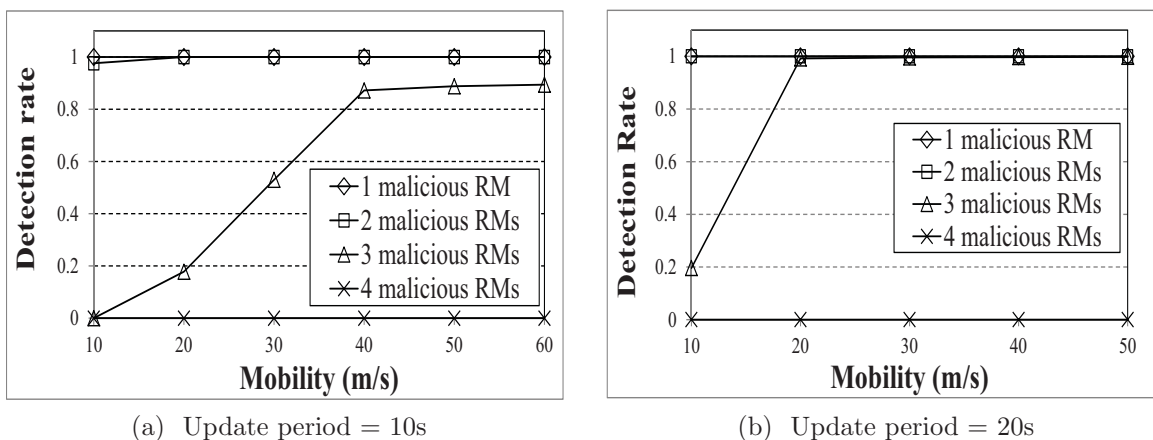 1
0.8
0.6
0.4
0.2
0
Detection rate
1 malicious RM
2 malicious RMs
3 malicious RMs
4 malicious RMs
10 20 30 40 50 60
Mobility (m/s)
(a) Update period = 10s
1
0.8
0.6
0.4
0.2
0
Detection Rate
1 malicious RM
2 malicious RMs
3 malicious RMs
4 malicious RMs
10 20 30 40 50
Mobility (m/s)
(b) Update period = 20s